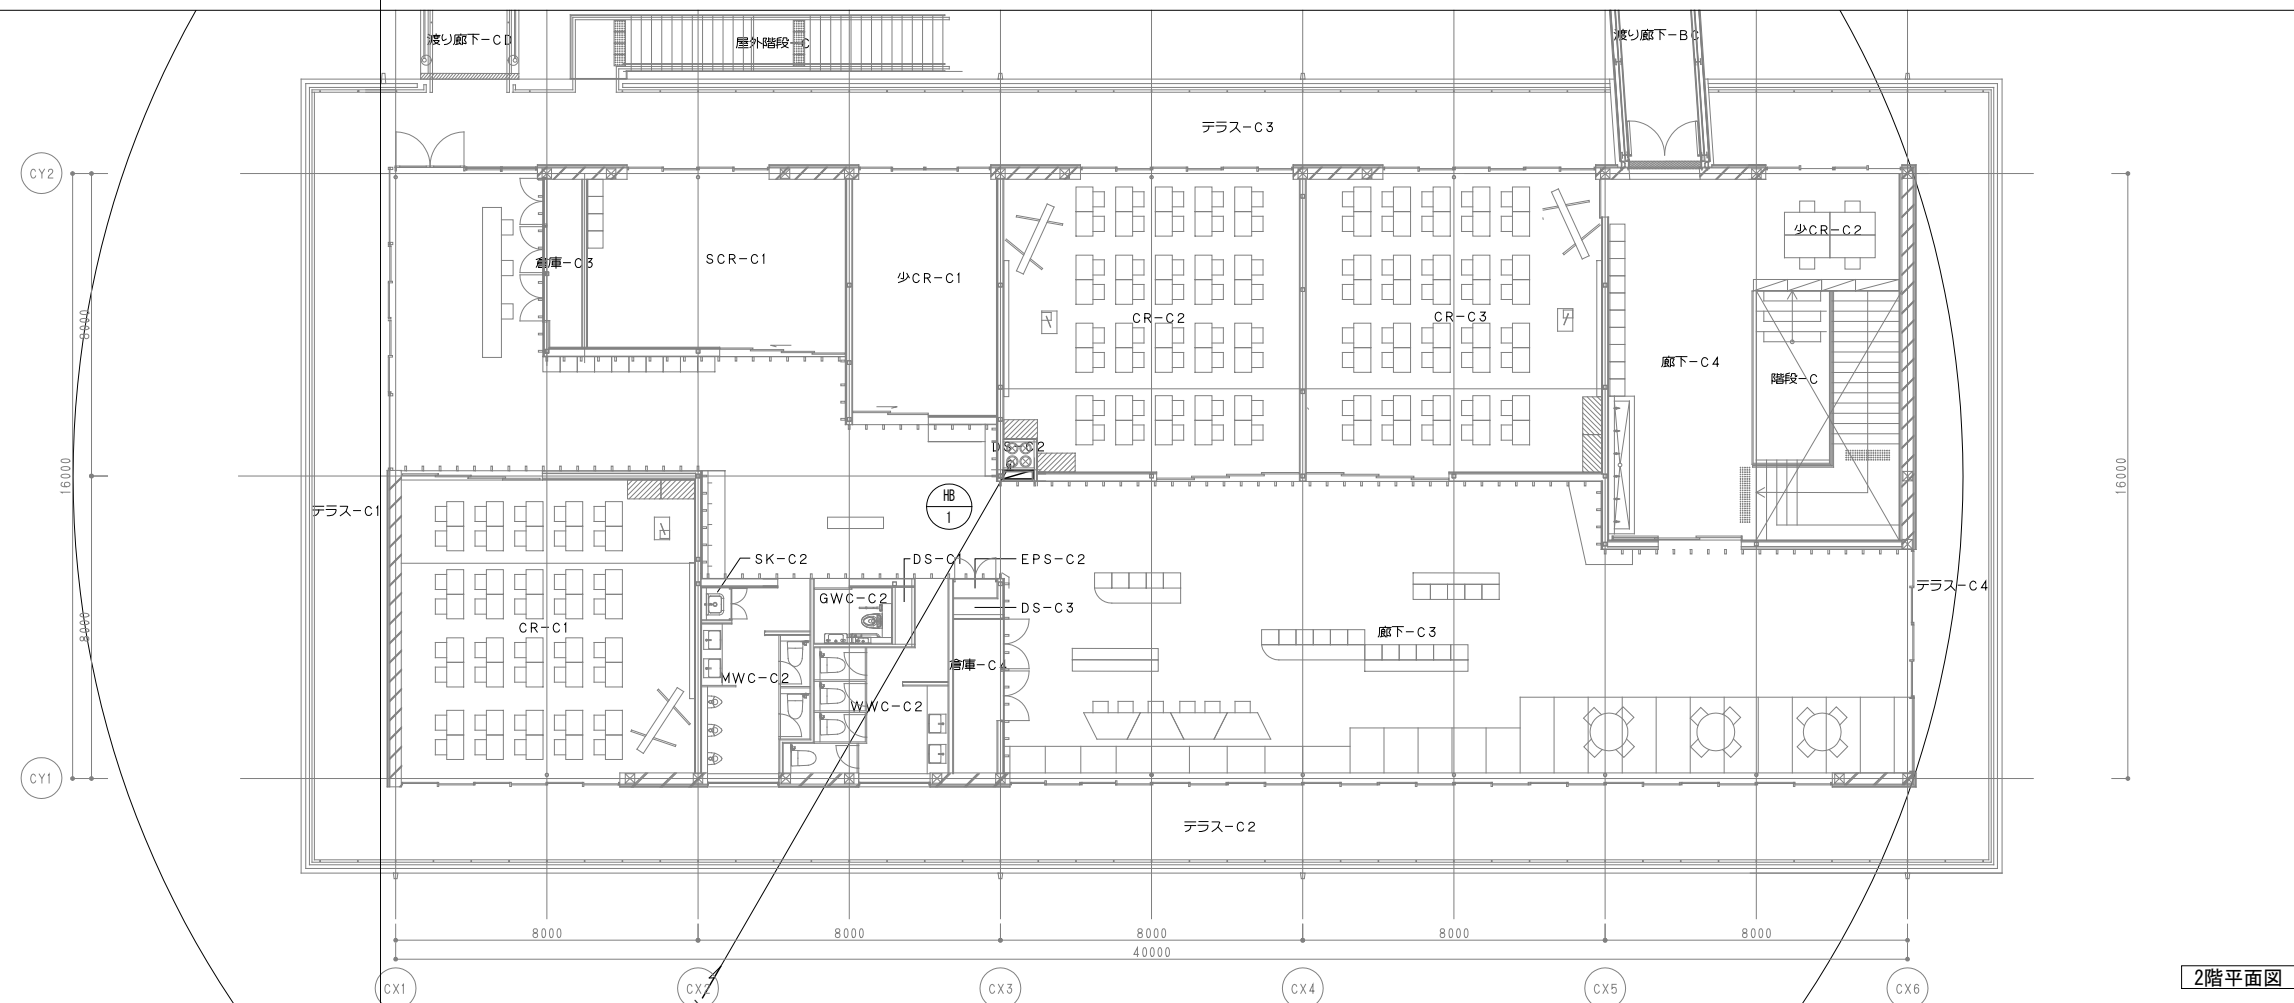 渡り廊下-CD
屋外階段-C
渡り廊下-BC
テラス-C3
CY2
倉庫-C3
SCR-C1
少CR-C1
CR-C2
CR-C3
少CR-C2
廊下-C4
階段-C
8000
16000
DS-C2
テラス-C1
HB
1
16000
SK-C2
DS-C1
EPS-C2
GWC-C2
DS-C3
テラス-C4
CR-C1
8000
廊下-C3
MWC-C2
倉庫-C4
WWC-C2
CY1
テラス-C2
8000
8000
8000
8000
8000
40000
CX1
CX2
CX3
CX4
CX5
CX6
2階平面図